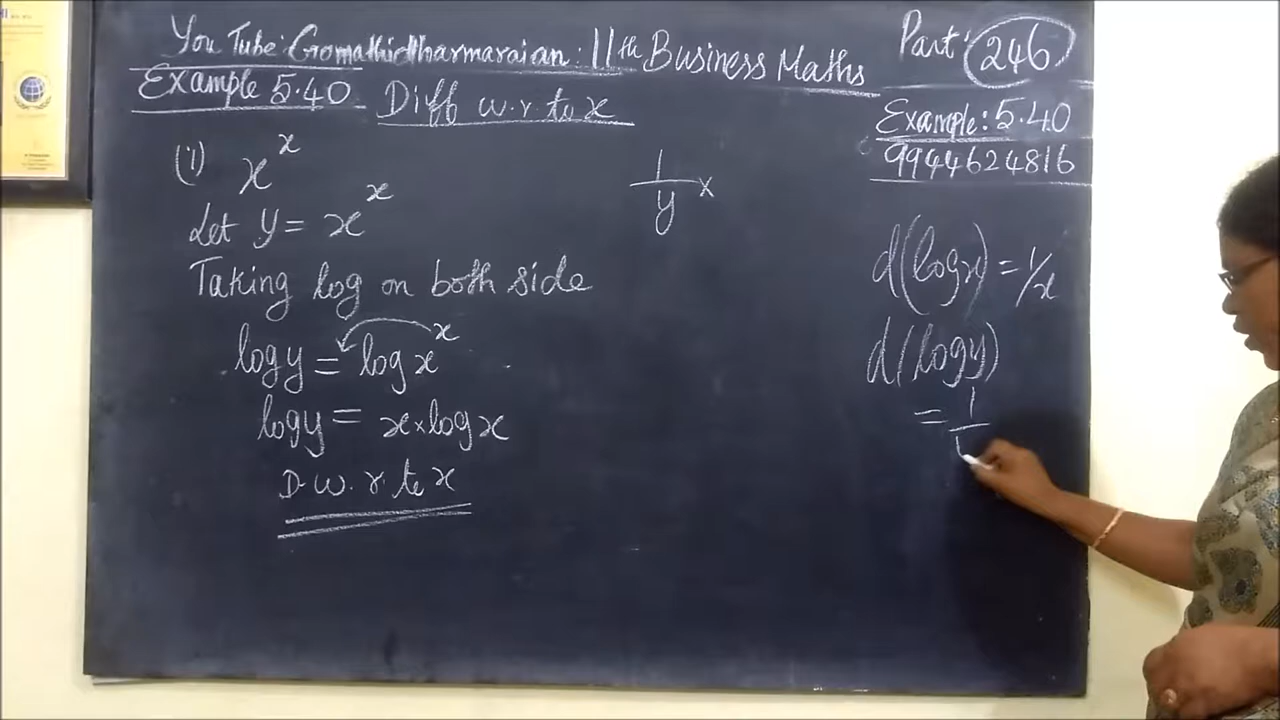 You Tube: Gomathidharmaraian: 11th Business Maths
Part: 246
Example 5.40
Diff w.r.to x
Example: 5.40
9944624816
(i) x^x
Let y = x^x
Taking log on both side
log y = log x^x
log y = x × log x
D.w.r.to x
1/y ×
d(log x) = 1/x
d(log y)
= 1/